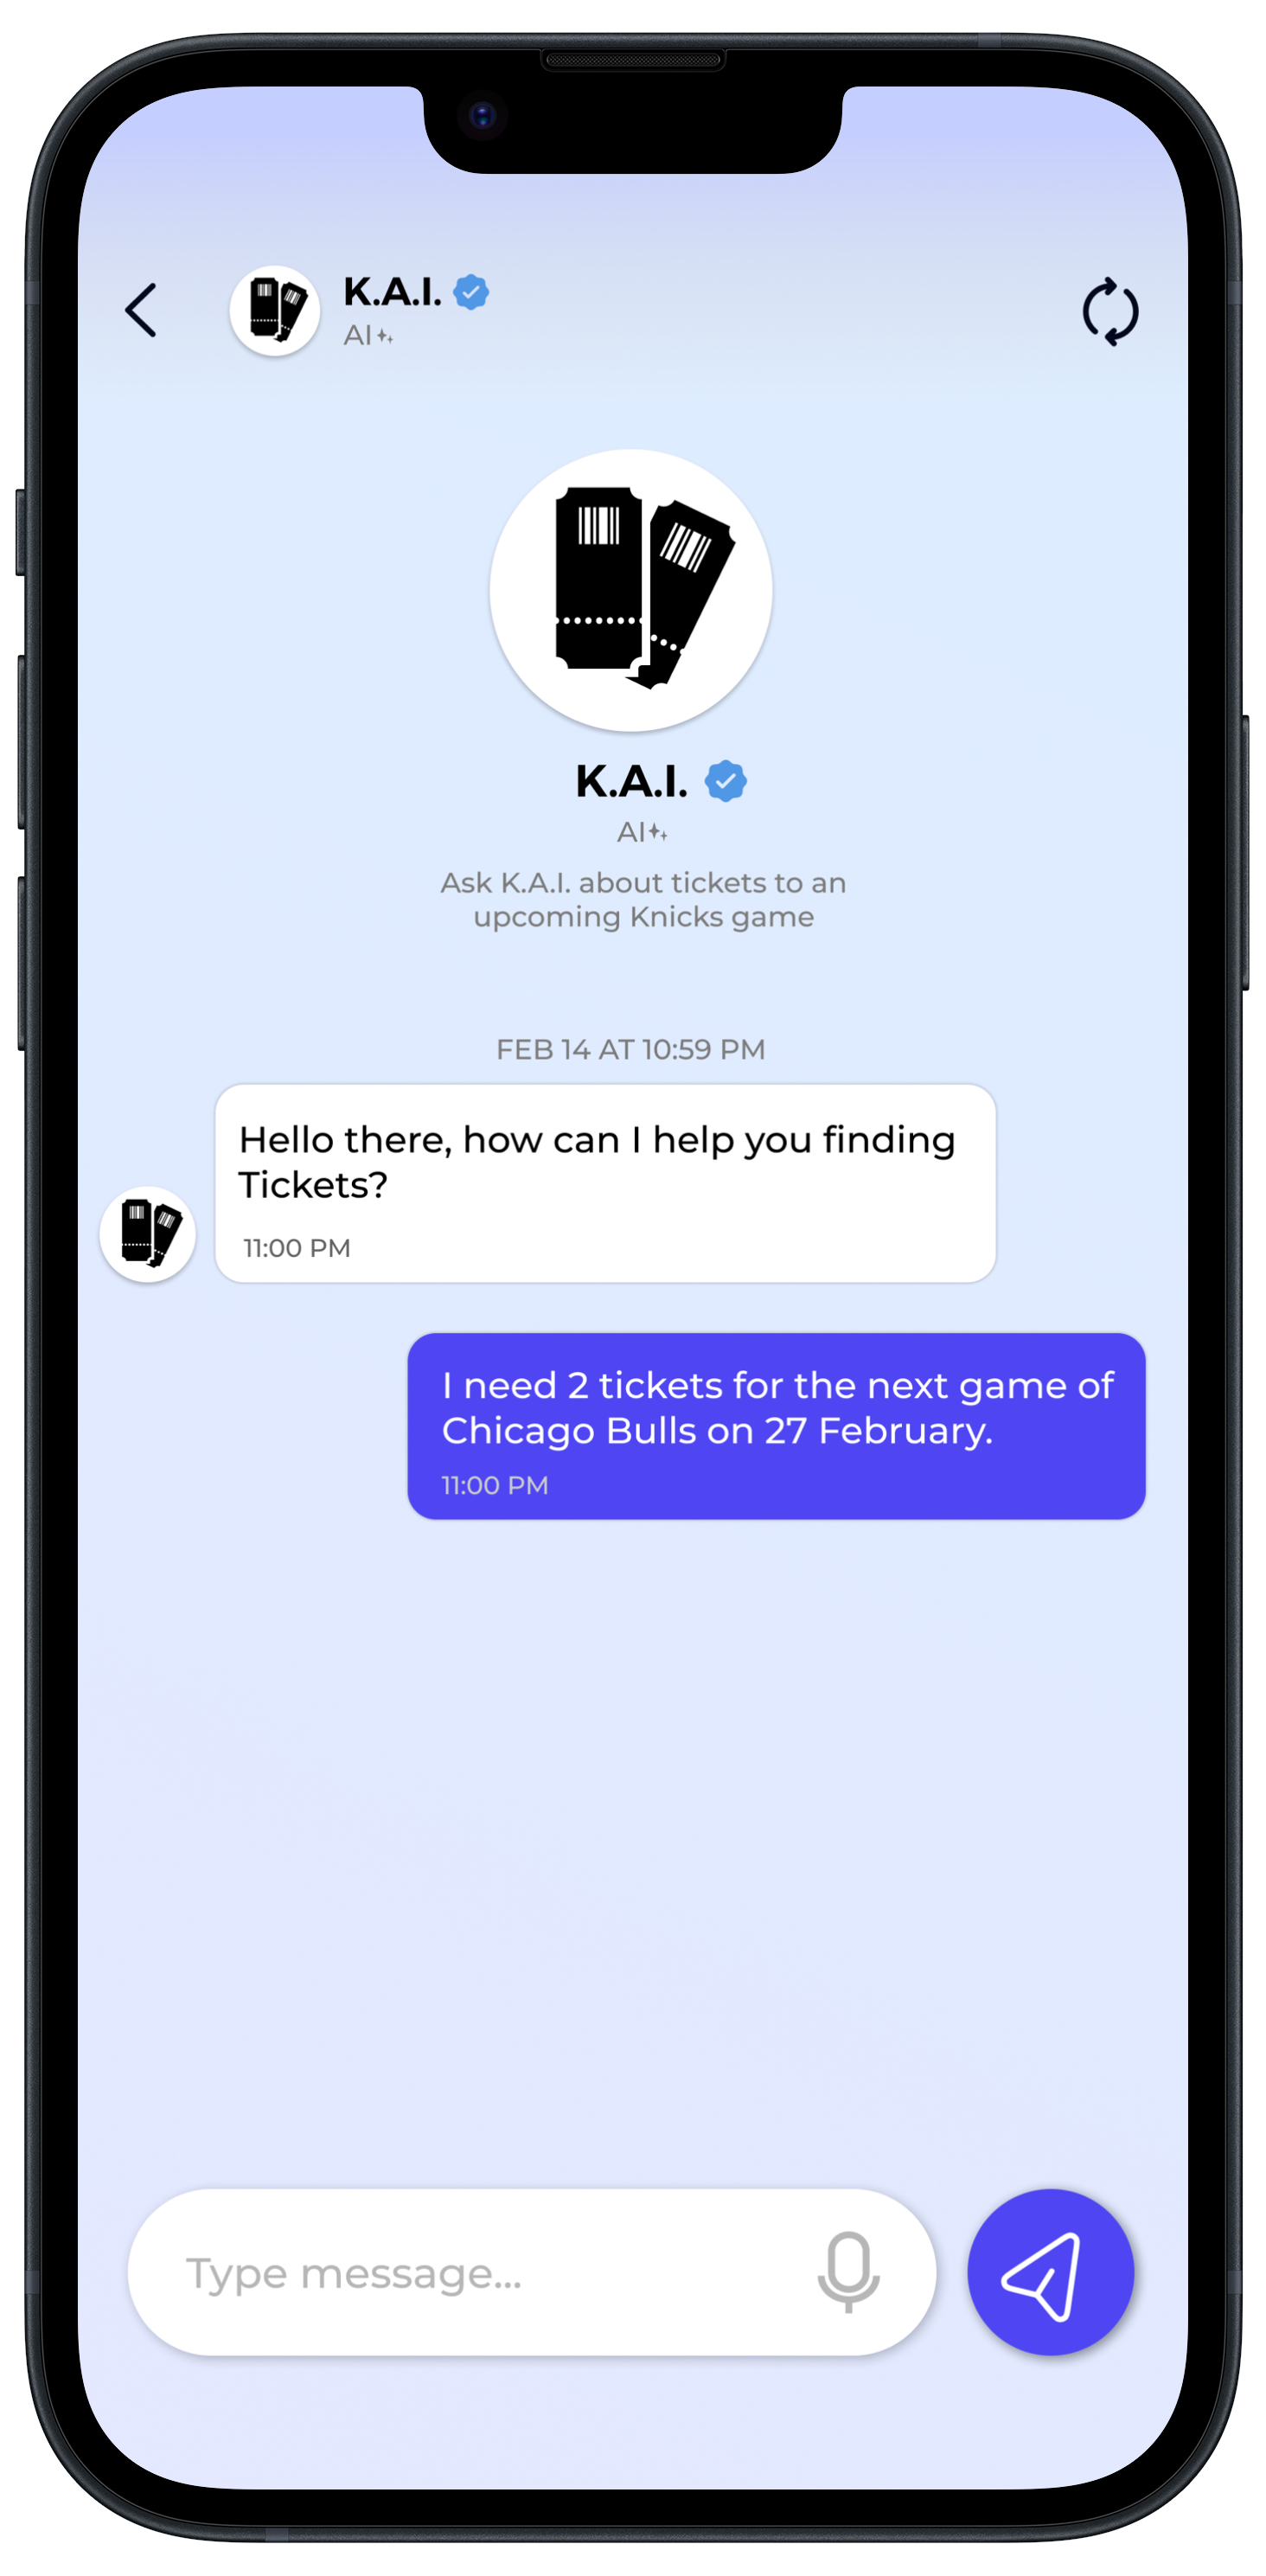 K.A.I.
AI
K.A.I.
AI
Ask K.A.I. about tickets to an
upcoming Knicks game
FEB 14 AT 10:59 PM
Hello there, how can I help you finding
Tickets?
11:00 PM
I need 2 tickets for the next game of
Chicago Bulls on 27 February.
11:00 PM
Type message...